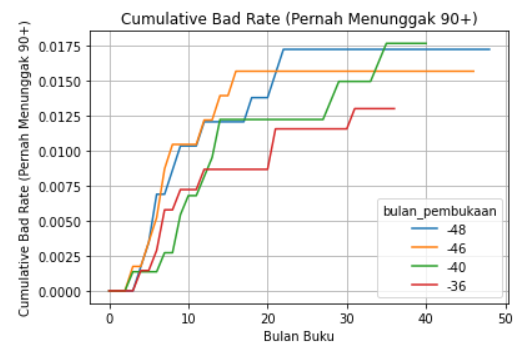 Cumulative Bad Rate (Pernah Menunggak 90+)
Cumulative Bad Rate (Pernah Menunggak 90+)
0.0175
0.0150
0.0125
0.0100
0.0075
0.0050
0.0025
0.0000
bulan_pembukaan
-48
-46
-40
-36
0 10 20 30 40 50
Bulan Buku